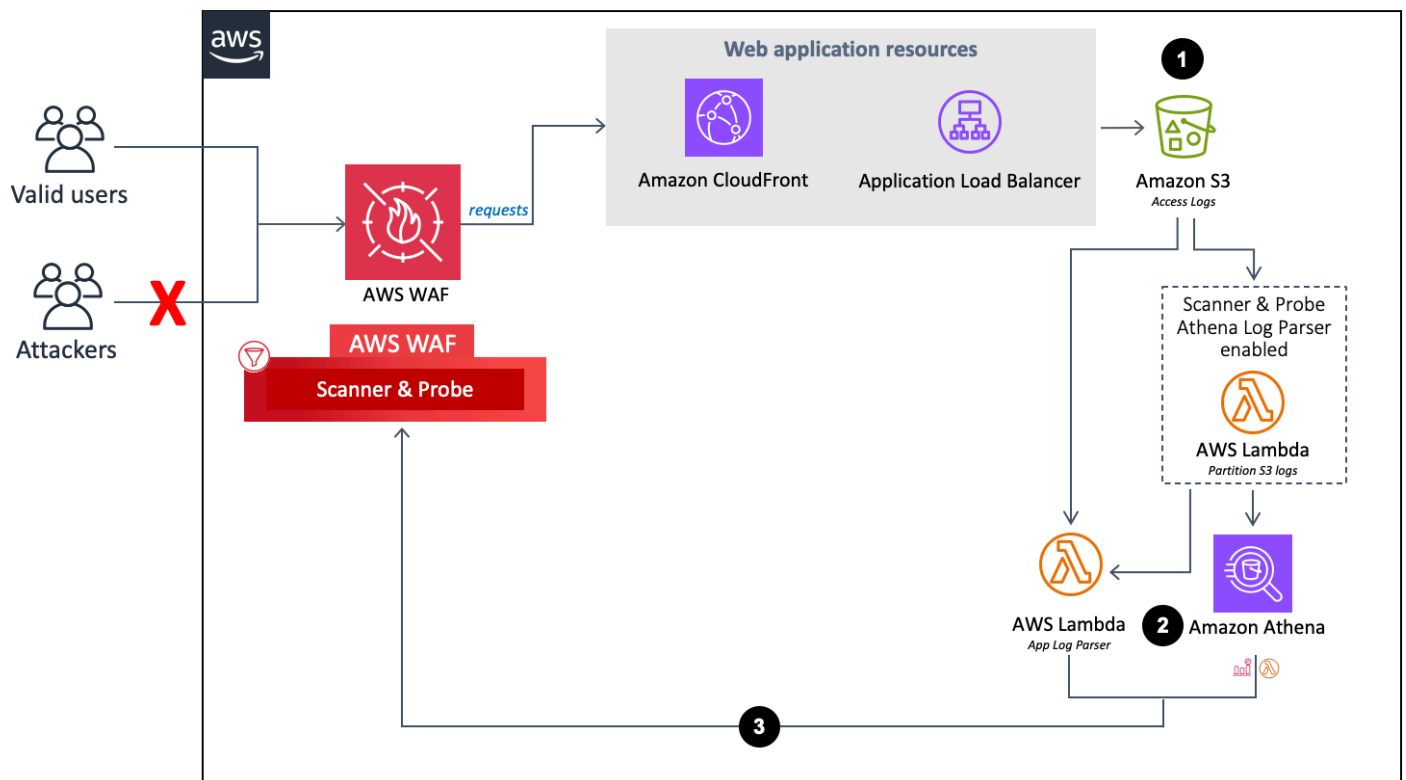 aws
Web application resources
1
Valid users
Amazon CloudFront
Application Load Balancer
Amazon S3
Access Logs
requests
Attackers
X
AWS WAF
AWS WAF
Scanner & Probe
Scanner & Probe
Athena Log Parser
enabled
AWS Lambda
Partition S3 logs
AWS Lambda
App Log Parser
2
Amazon Athena
3